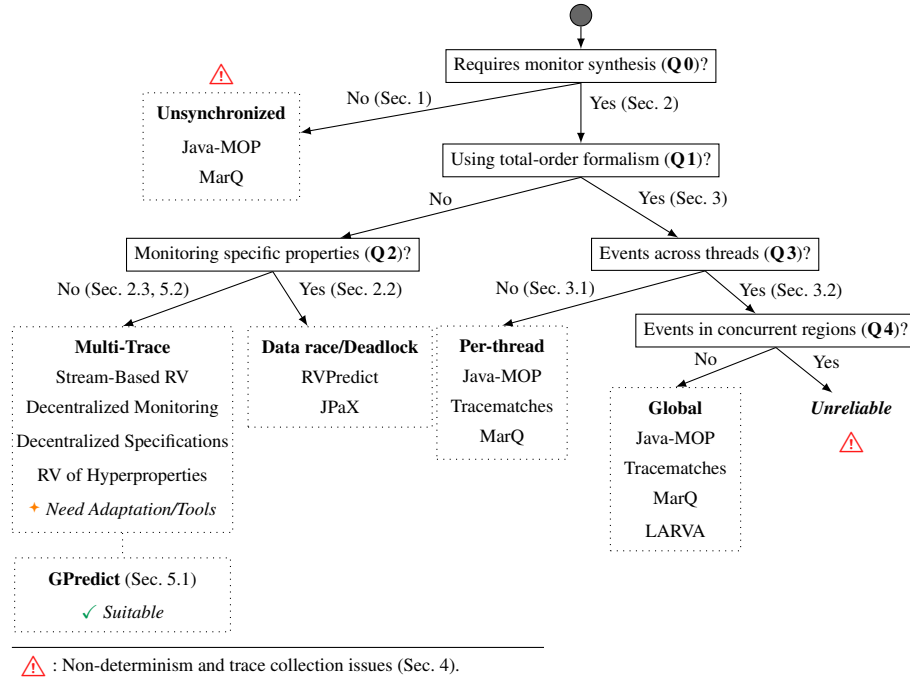 Requires monitor synthesis (Q 0)?
No (Sec. 1)
Yes (Sec. 2)
Unsynchronized
Java-MOP
MarQ
Using total-order formalism (Q 1)?
No
Yes (Sec. 3)
Monitoring specific properties (Q 2)?
Events across threads (Q 3)?
No (Sec. 2.3, 5.2)
Yes (Sec. 2.2)
No (Sec. 3.1)
Yes (Sec. 3.2)
Multi-Trace
Stream-Based RV
Decentralized Monitoring
Decentralized Specifications
RV of Hyperproperties
Need Adaptation/Tools
Data race/Deadlock
RVPredict
JPaX
Per-thread
Java-MOP
Tracematches
MarQ
Events in concurrent regions (Q 4)?
No
Yes
Global
Java-MOP
Tracematches
MarQ
LARVA
Unreliable
GPredict (Sec. 5.1)
✓ Suitable
: Non-determinism and trace collection issues (Sec. 4).